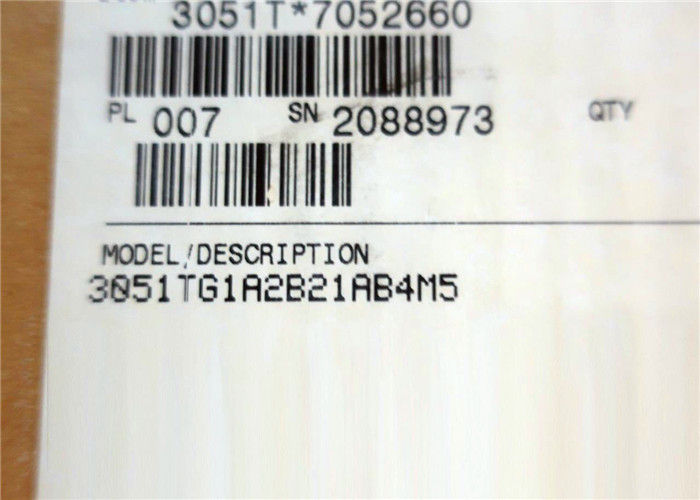 3051T*7052660
PL 007 SN 2088973 QTY
MODEL/DESCRIPTION
3051TG1A2B21AB4M5